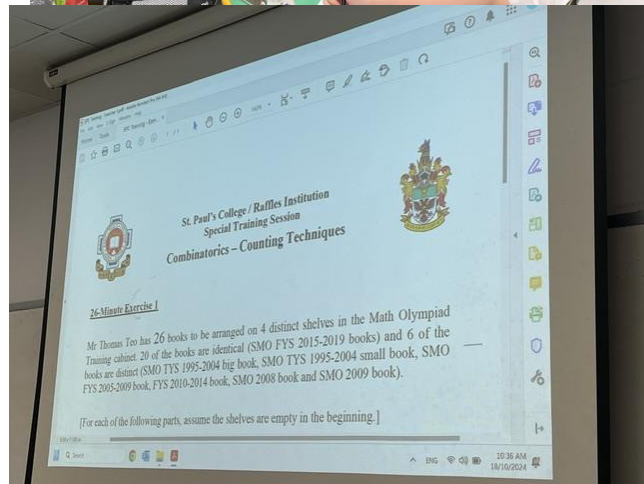 Home Tools
St. Paul's College / Raffles Institution
Special Training Session
Combinatorics – Counting Techniques
26-Minute Exercise 1
Mr Thomas Teo has 26 books to be arranged on 4 distinct shelves in the Math Olympiad
Training cabinet. 20 of the books are identical (SMO FYS 2015-2019 books) and 6 of the
books are distinct (SMO TYS 1995-2004 big book, SMO TYS 1995-2004 small book, SMO
FYS 2005-2009 book, FYS 2010-2014 book, SMO 2008 book and SMO 2009 book).
[For each of the following parts, assume the shelves are empty in the beginning.]
Search
ENG
10:36 AM
18/10/2024